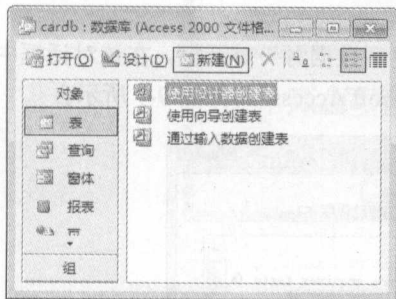 cardb : 数据库 (Access 2000 文件格...
打开(O) 设计(D) 新建(N)
对象
表
查询
窗体
报表
组
使用设计器创建表
使用向导创建表
通过输入数据创建表